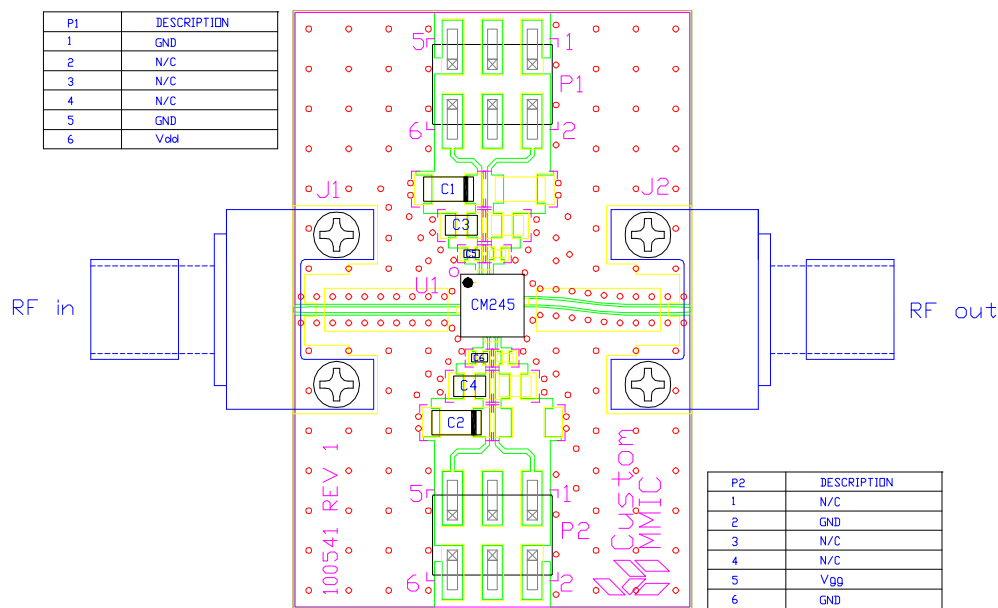 P1 DESCRIPTION
1 GND
2 N/C
3 N/C
4 N/C
5 GND
6 Vdd
5 1
P1
6 2
J1 J2
C1
C3
C5
U1
CM245
RF in
RF out
C6
C4
C2
5 1
P2
6 2
100541 REV 1
Custom
MMIC
P2 DESCRIPTION
1 N/C
2 GND
3 N/C
4 N/C
5 Vgg
6 GND